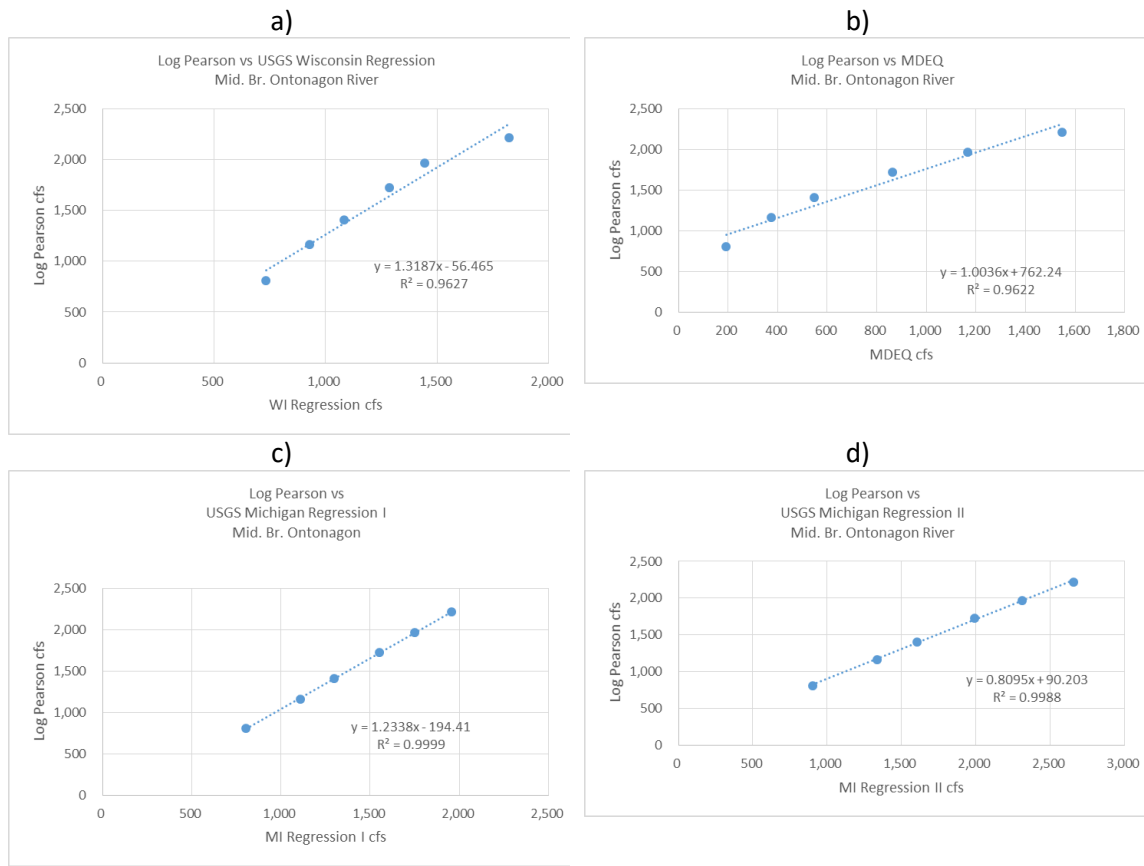 a)
Log Pearson vs USGS Wisconsin Regression
Mid. Br. Ontonagon River
2,500
2,000
1,500
1,000
500
0
Log Pearson cfs
y = 1.3187x - 56.465
R² = 0.9627
0 500 1,000 1,500 2,000
WI Regression cfs
b)
Log Pearson vs MDEQ
Mid. Br. Ontonagon River
2,500
2,000
1,500
1,000
500
0
Log Pearson cfs
y = 1.0036x + 762.24
R² = 0.9622
0 200 400 600 800 1,000 1,200 1,400 1,600 1,800
MDEQ cfs
c)
Log Pearson vs
USGS Michigan Regression I
Mid. Br. Ontonagon
2,500
2,000
1,500
1,000
500
0
Log Pearson cfs
y = 1.2338x - 194.41
R² = 0.9999
0 500 1,000 1,500 2,000 2,500
MI Regression I cfs
d)
Log Pearson vs
USGS Michigan Regression II
Mid. Br. Ontonagon River
2,500
2,000
1,500
1,000
500
0
Log Pearson cfs
y = 0.8095x + 90.203
R² = 0.9988
0 500 1,000 1,500 2,000 2,500 3,000
MI Regression II cfs